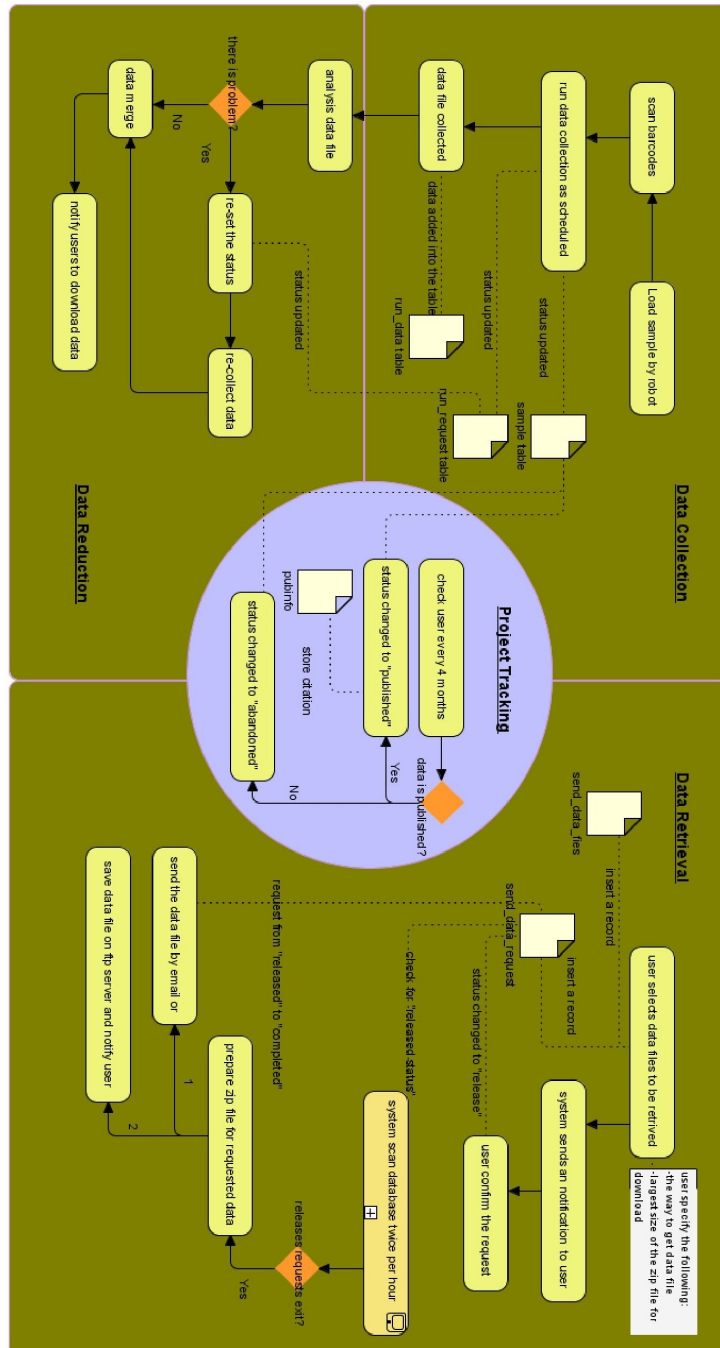 Data Collection
Load sample by robot
scan barcodes
run data collection as scheduled
status updated
sample table
status updated
run_request table
data file collected
data added into the table
run_data table
Data Reduction
analysis data file
there is problem?
No
Yes
data merge
re-set the status
status updated
re-collect data
notify users to download data
Project Tracking
check user every 4 months
data is published?
Yes
No
status changed to "published"
store citation
pubinfo
status changed to "abandoned"
Data Retrieval
user selects data files to be retrived
user specify the following:
-the way to get data file
-largest size of the zip file for
download
insert a record
send_data_fies
insert a record
send_data_request
system sends an notification to user
user confirm the request
status changed to "release"
check for "released status"
system scan database twice per hour
releases requests exit?
Yes
prepare zip file for requested data
1
2
request from "released" to "completed"
send the data file by email or
save data file on ftp server and notify user